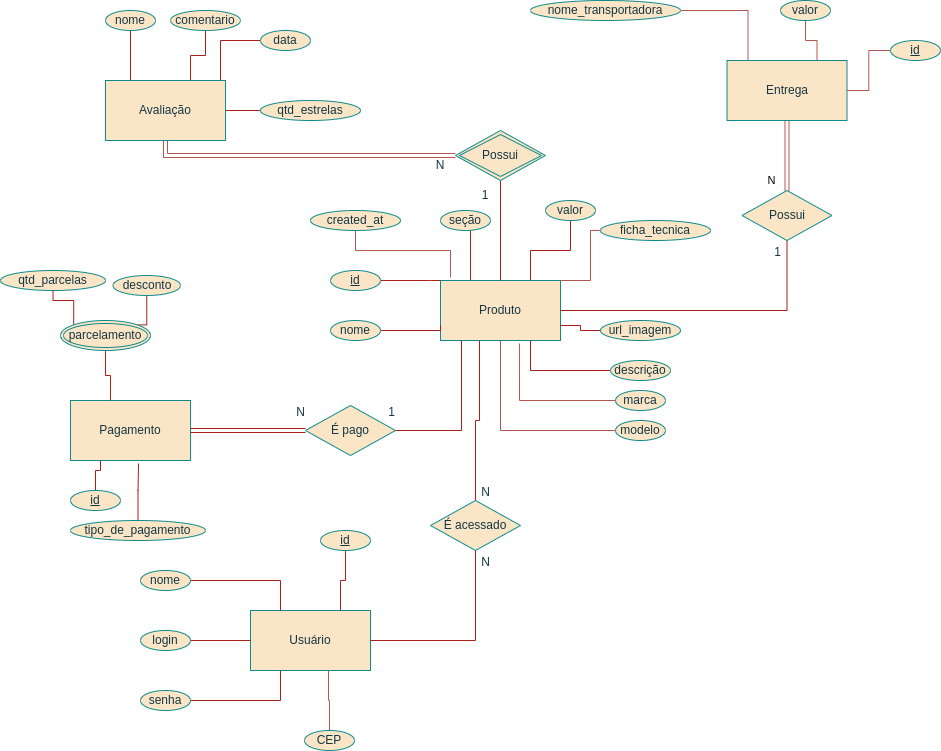 nome_transportadora
valor
nome
comentario
data
id
Avaliação
Entrega
qtd_estrelas
Possui
N
N
1
Possui
1
created_at
seção
valor
ficha_tecnica
qtd_parcelas
desconto
id
Produto
nome
url_imagem
parcelamento
descrição
marca
modelo
Pagamento
N
1
É pago
id
tipo_de_pagamento
N
É acessado
N
id
nome
login
Usuário
senha
CEP